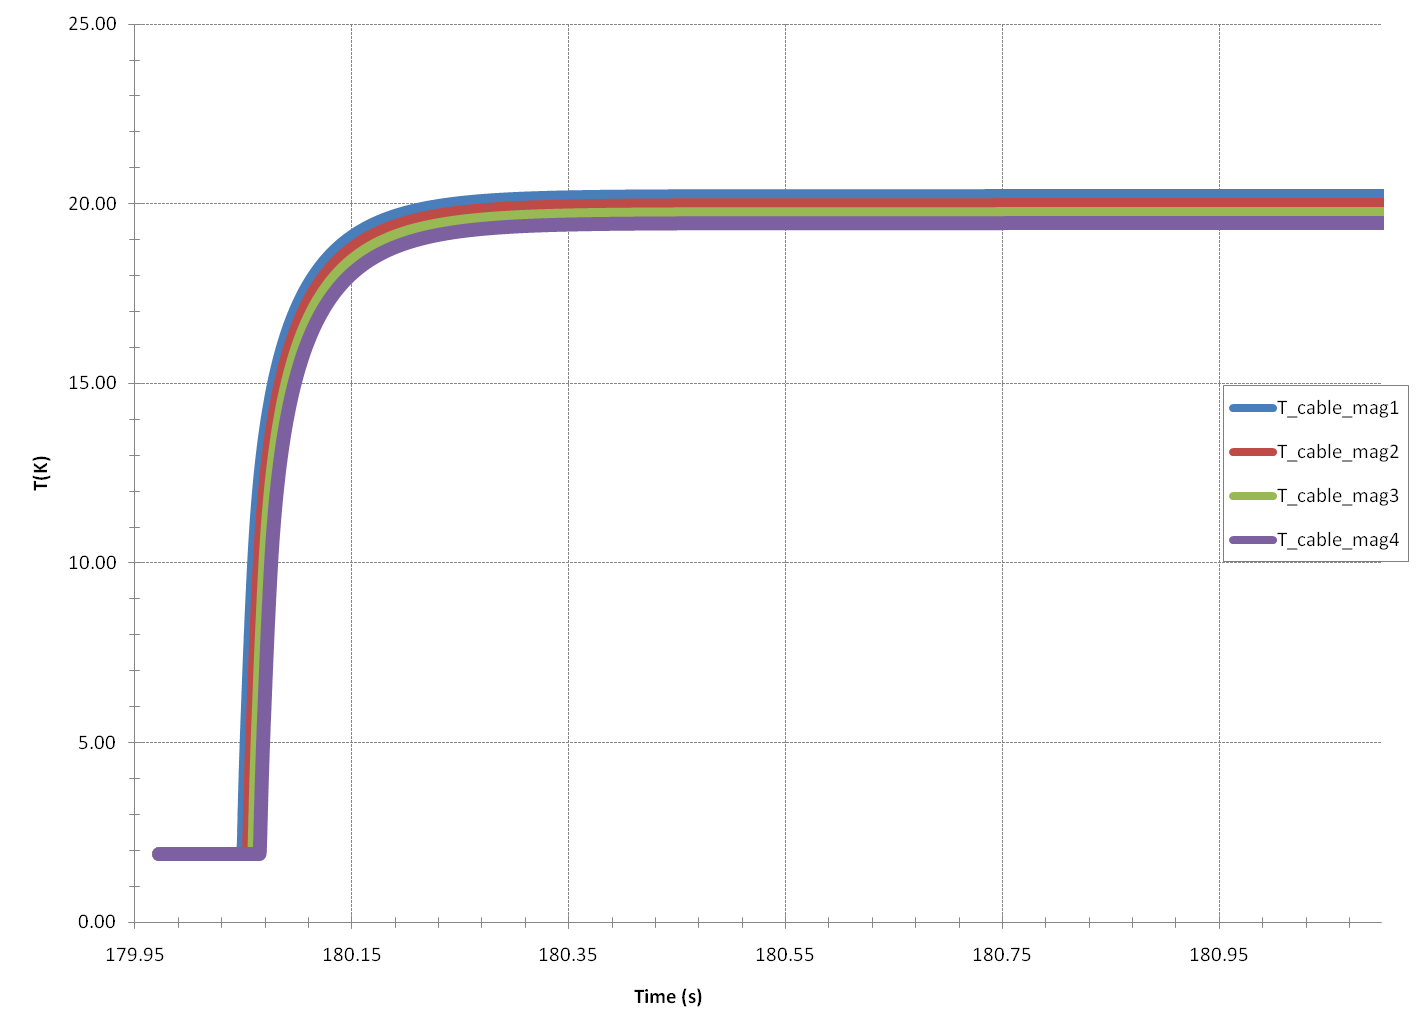 25.00
20.00
15.00
10.00
5.00
0.00
T(K)
179.95 180.15 180.35 180.55 180.75 180.95
Time (s)
T_cable_mag1
T_cable_mag2
T_cable_mag3
T_cable_mag4